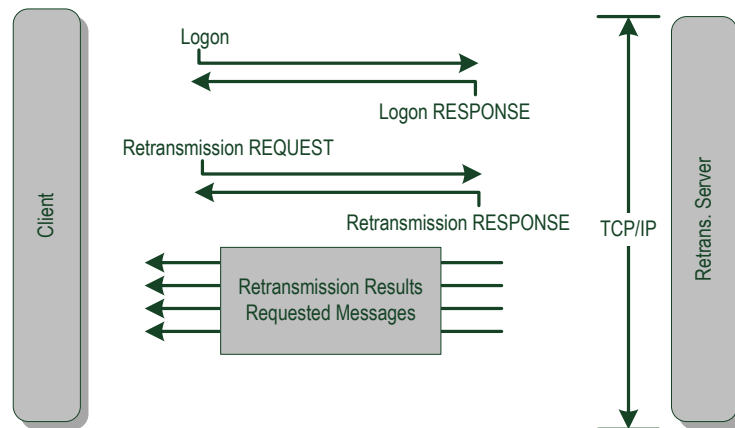 Logon
Logon RESPONSE
Retransmission REQUEST
Retransmission RESPONSE
Retransmission Results
Requested Messages
Client
TCP/IP
Retrans. Server